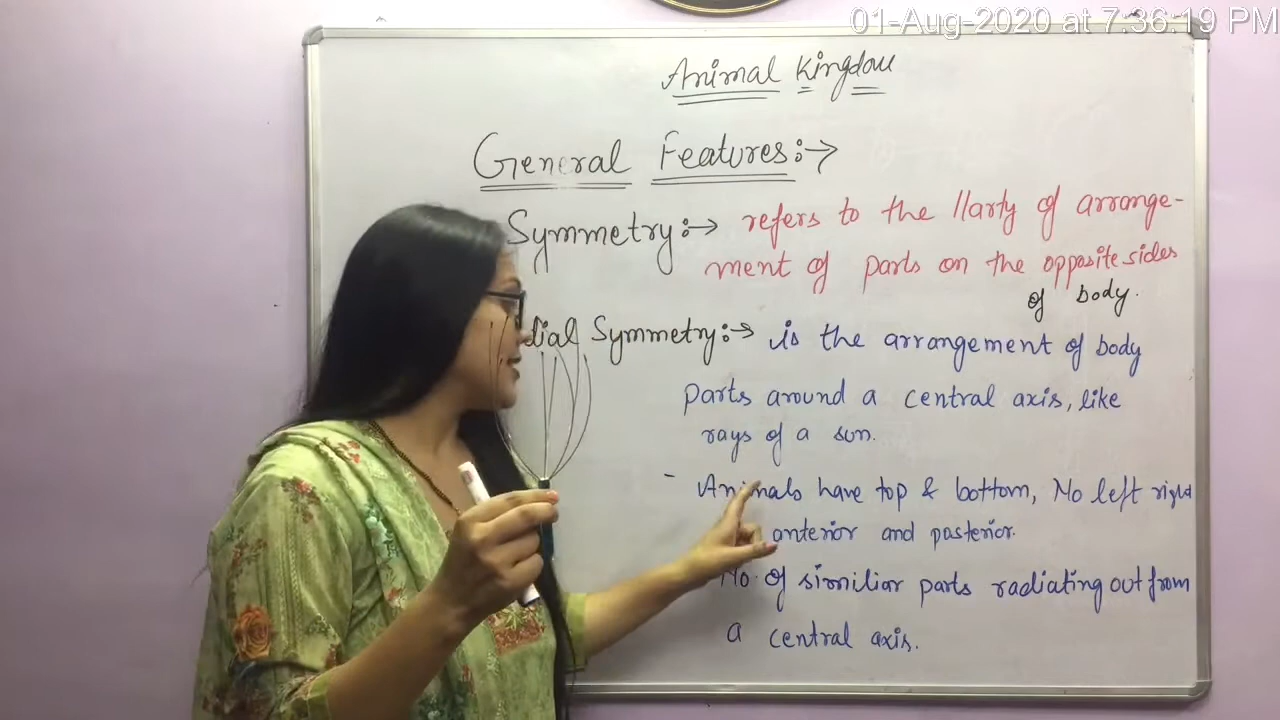 01-Aug-2020 at 7:36:19 PM
Animal Kingdom
General Features:→
Symmetry:→ refers to the llarty of arrange-
ment of parts on the opposite sides
of body.
dial Symmetry:→ is the arrangement of body
parts around a central axis, like
rays of a sun.
- Animals have top & bottom, No left right
anterior and posterior.
No. of similiar parts radiating out from
a central axis.